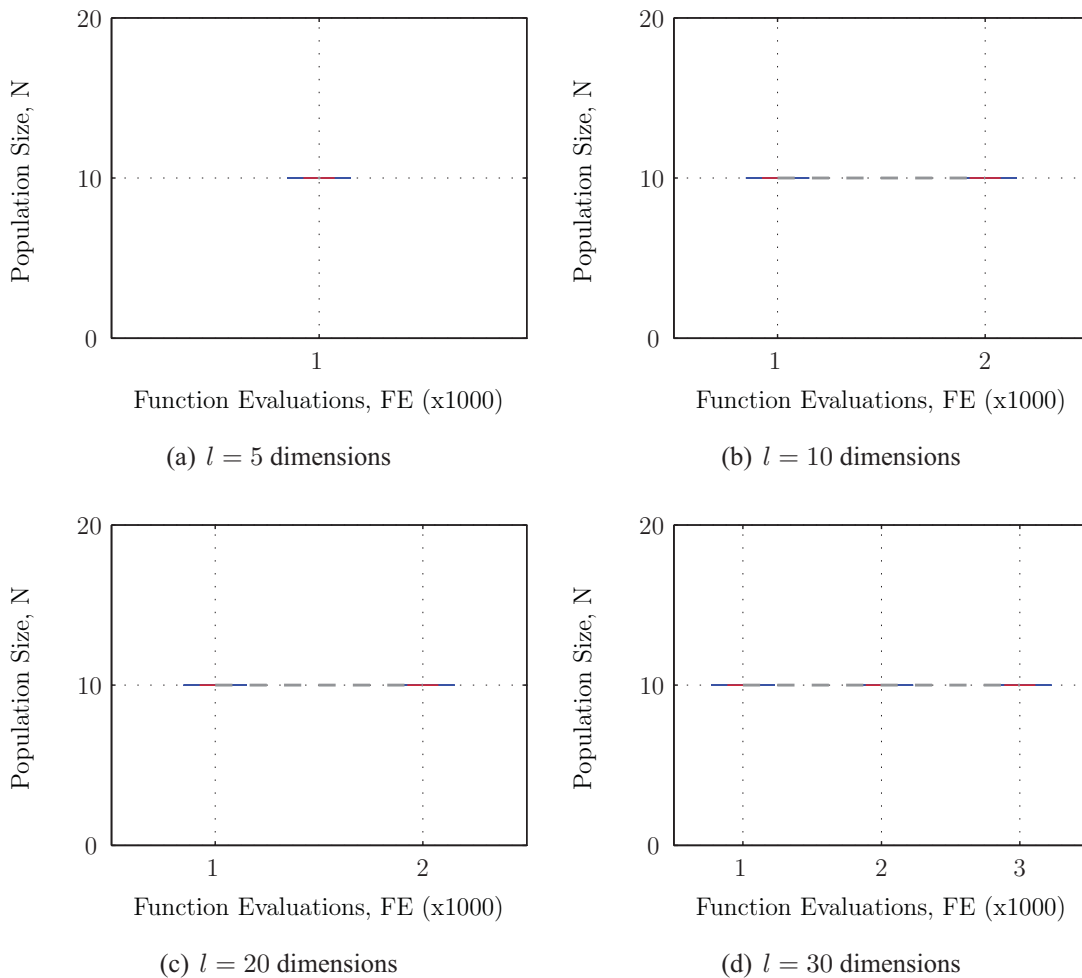 20
10
0
Population Size, N
1
Function Evaluations, FE (x1000)
(a) l = 5 dimensions
20
10
0
Population Size, N
1 2
Function Evaluations, FE (x1000)
(b) l = 10 dimensions
20
10
0
Population Size, N
1 2
Function Evaluations, FE (x1000)
(c) l = 20 dimensions
20
10
0
Population Size, N
1 2 3
Function Evaluations, FE (x1000)
(d) l = 30 dimensions